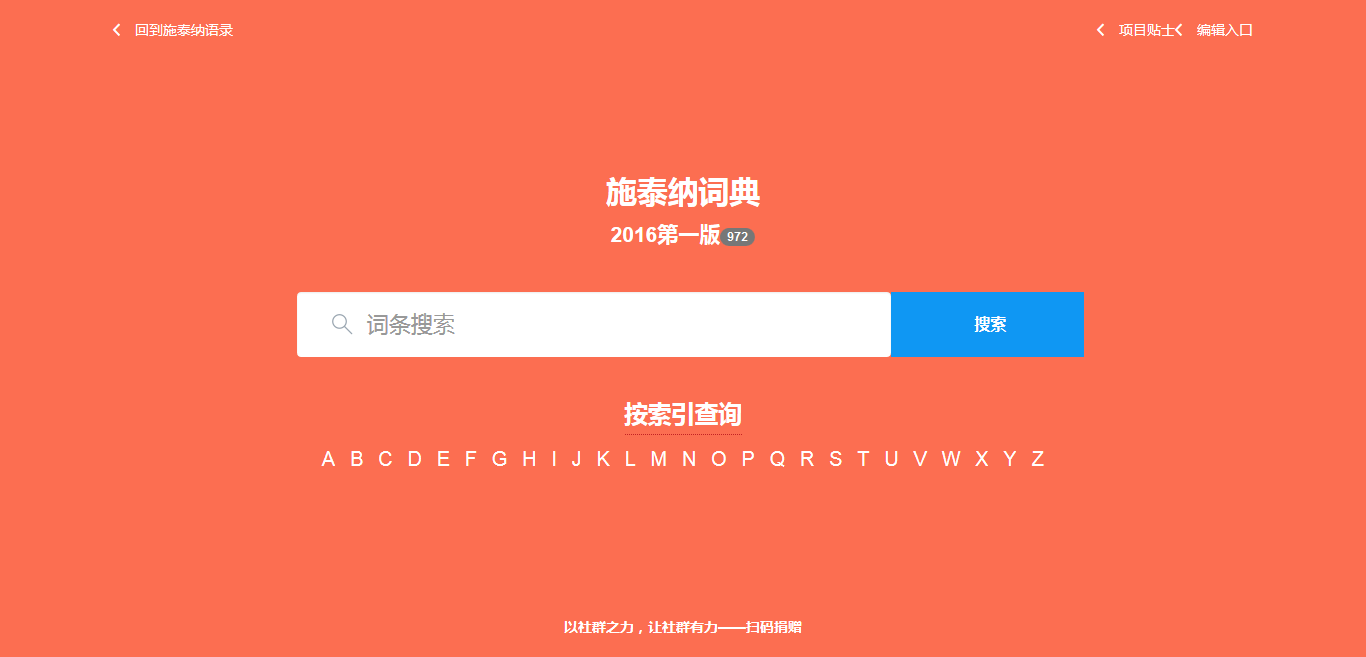 回到施泰纳语录
项目贴士 编辑入口
施泰纳词典
2016第一版 972
词条搜索 搜索
按索引查询
A B C D E F G H I J K L M N O P Q R S T U V W X Y Z
以社群之力，让社群有力——扫码捐赠